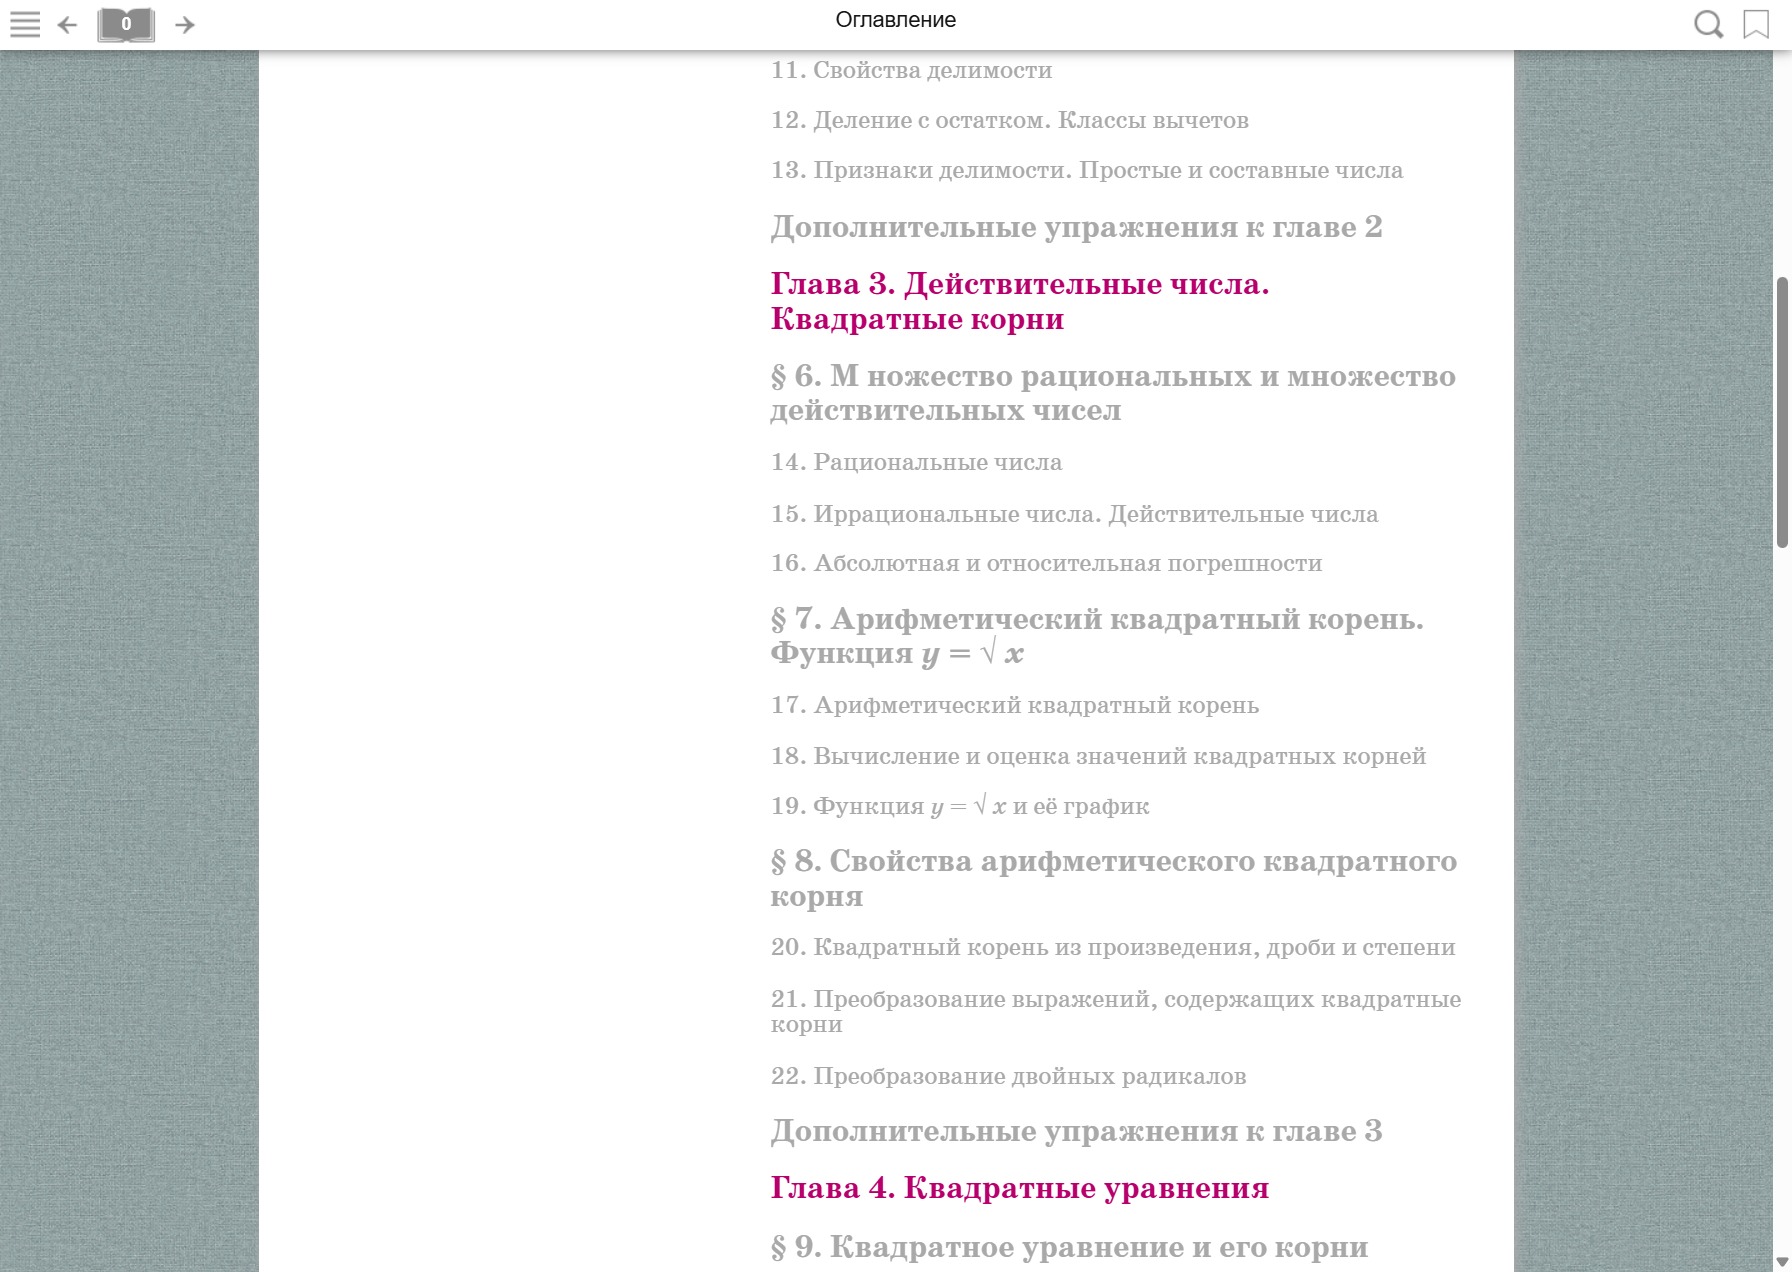 0
Оглавление
11. Свойства делимости
12. Деление с остатком. Классы вычетов
13. Признаки делимости. Простые и составные числа
Дополнительные упражнения к главе 2
Глава 3. Действительные числа.
Квадратные корни
§ 6. М ножество рациональных и множество
действительных чисел
14. Рациональные числа
15. Иррациональные числа. Действительные числа
16. Абсолютная и относительная погрешности
§ 7. Арифметический квадратный корень.
Функция y = √ x
17. Арифметический квадратный корень
18. Вычисление и оценка значений квадратных корней
19. Функция y = √ x и её график
§ 8. Свойства арифметического квадратного
корня
20. Квадратный корень из произведения, дроби и степени
21. Преобразование выражений, содержащих квадратные
корни
22. Преобразование двойных радикалов
Дополнительные упражнения к главе 3
Глава 4. Квадратные уравнения
§ 9. Квадратное уравнение и его корни